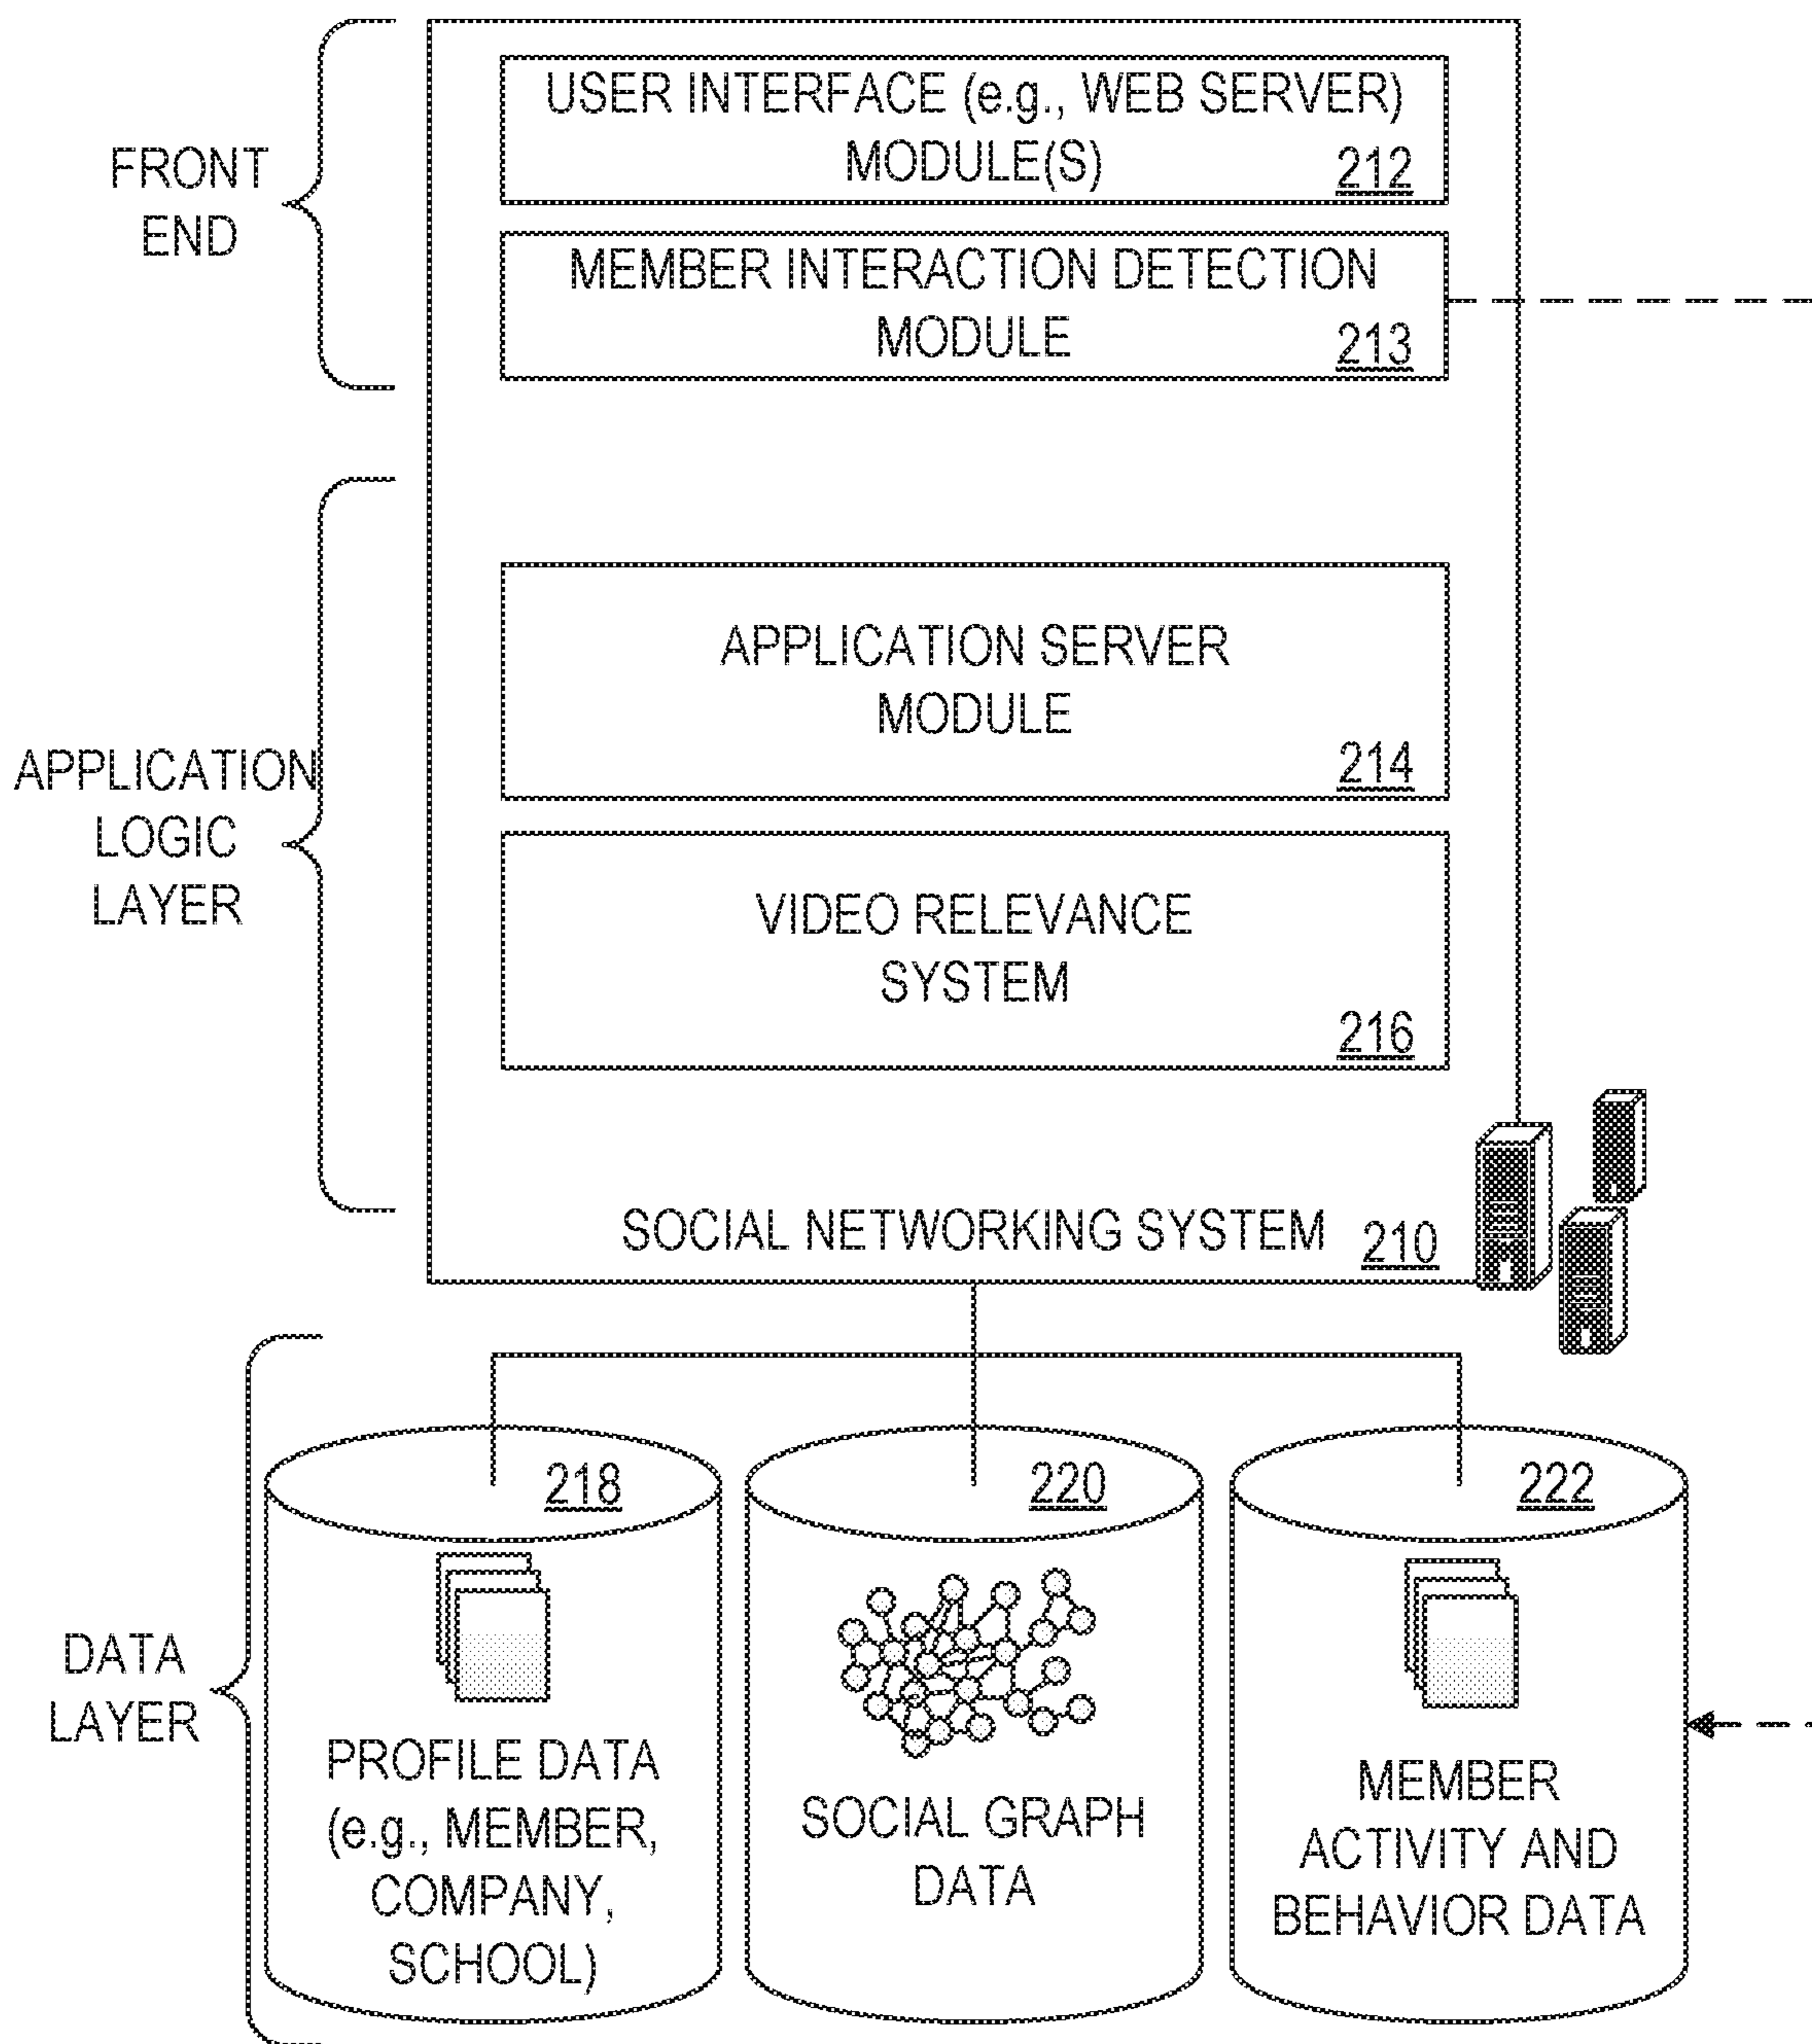 USER INTERFACE (e.g., WEB SERVER)
MODULE(S)
212
FRONT
END
MEMBER INTERACTION DETECTION
MODULE
213
APPLICATION SERVER
MODULE
214
APPLICATION
LOGIC
LAYER
VIDEO RELEVANCE
SYSTEM
216
SOCIAL NETWORKING SYSTEM 210
DATA
LAYER
218
PROFILE DATA
(e.g., MEMBER,
COMPANY,
SCHOOL)
220
SOCIAL GRAPH
DATA
222
MEMBER
ACTIVITY AND
BEHAVIOR DATA